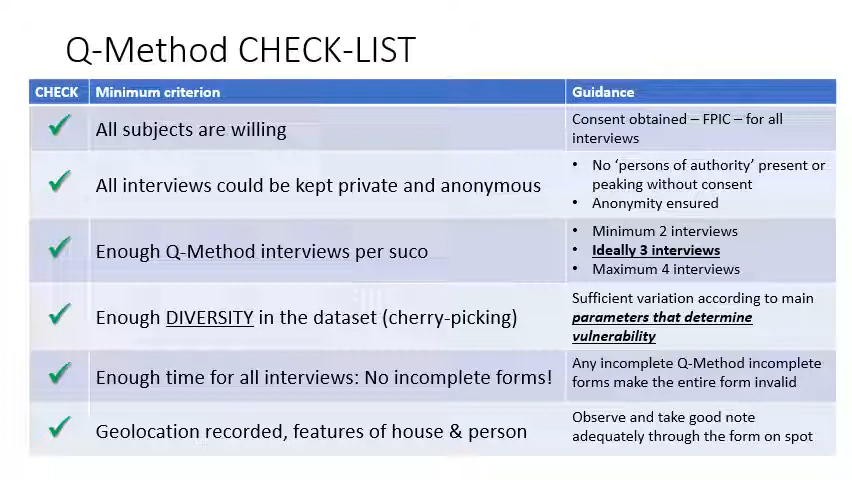 Q-Method CHECK-LIST
CHECK Minimum criterion Guidance
✓ All subjects are willing
Consent obtained – FPIC – for all
interviews
✓ All interviews could be kept private and anonymous
• No ‘persons of authority’ present or
peaking without consent
• Anonymity ensured
✓ Enough Q-Method interviews per suco
• Minimum 2 interviews
• Ideally 3 interviews
• Maximum 4 interviews
✓ Enough DIVERSITY in the dataset (cherry-picking)
Sufficient variation according to main
parameters that determine
vulnerability
✓ Enough time for all interviews: No incomplete forms!
Any incomplete Q-Method incomplete
forms make the entire form invalid
✓ Geolocation recorded, features of house & person
Observe and take good note
adequately through the form on spot